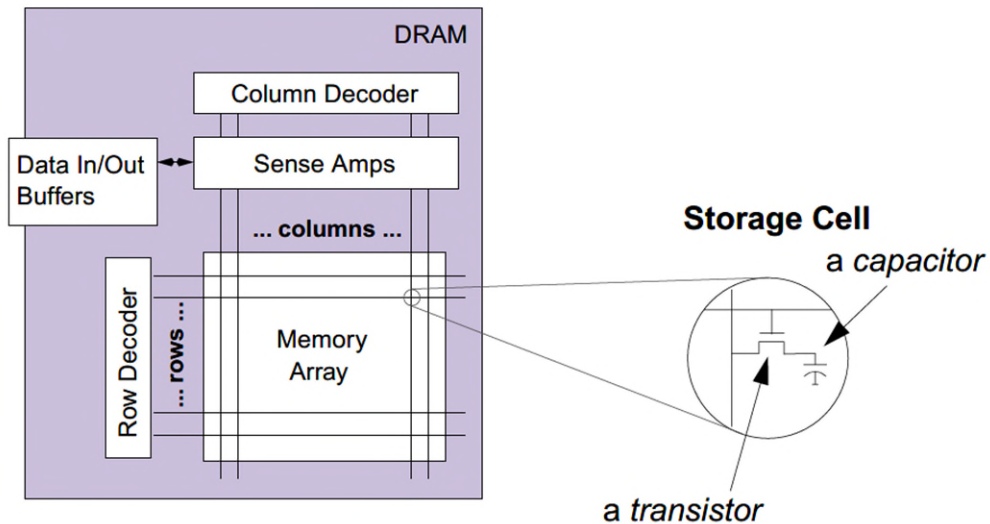 DRAM
Column Decoder
Data In/Out
Buffers
Sense Amps
... columns ...
Row Decoder
... rows ...
Memory
Array
Storage Cell
a capacitor
a transistor